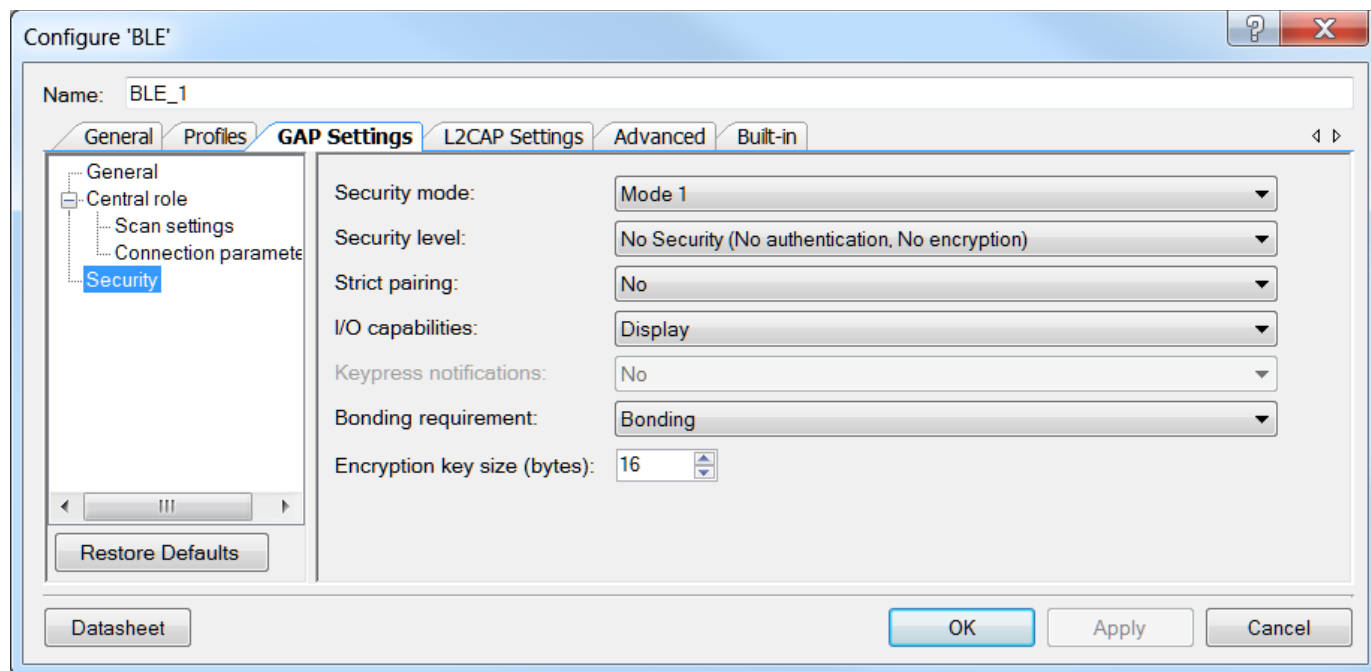 Configure 'BLE'
Name: BLE_1
General Profiles GAP Settings L2CAP Settings Advanced Built-in
General
Central role
Scan settings
Connection paramete
Security
Restore Defaults
Security mode: Mode 1
Security level: No Security (No authentication, No encryption)
Strict pairing: No
I/O capabilities: Display
Keypress notifications: No
Bonding requirement: Bonding
Encryption key size (bytes): 16
Datasheet OK Apply Cancel